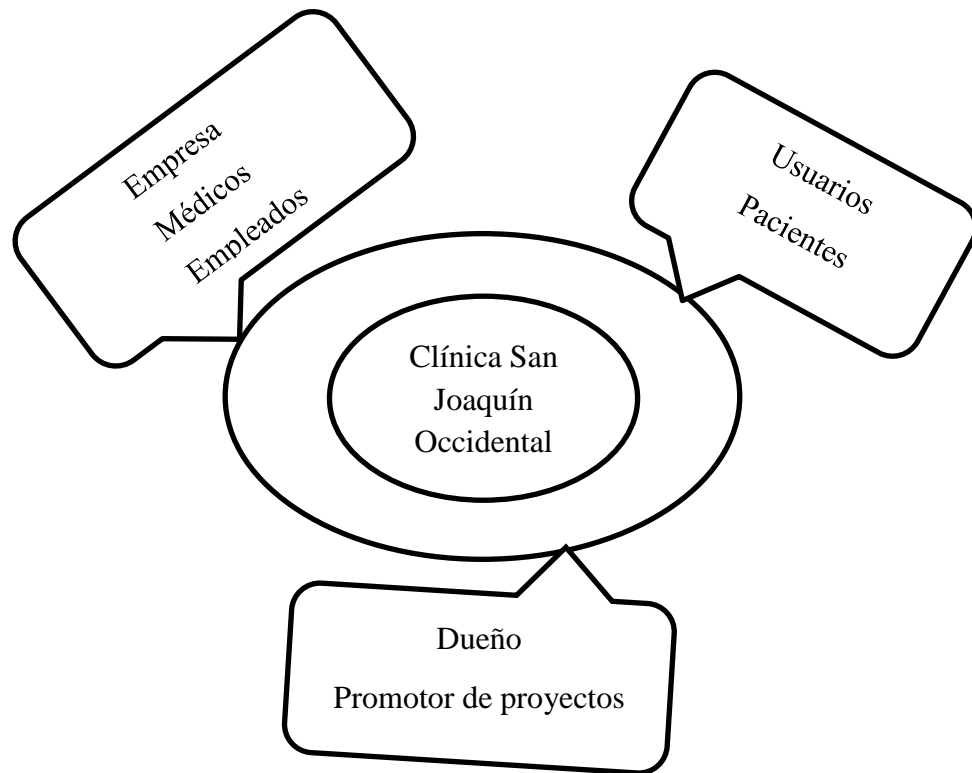 Empresa
Médicos
Empleados
Usuarios
Pacientes
Clínica San
Joaquín
Occidental
Dueño
Promotor de proyectos